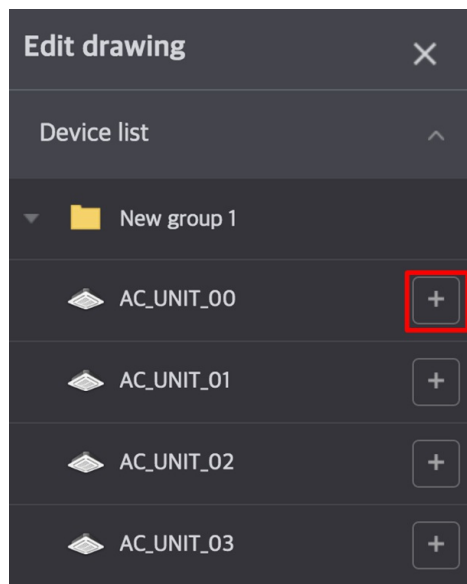 Edit drawing
Device list
New group 1
AC_UNIT_00
AC_UNIT_01
AC_UNIT_02
AC_UNIT_03